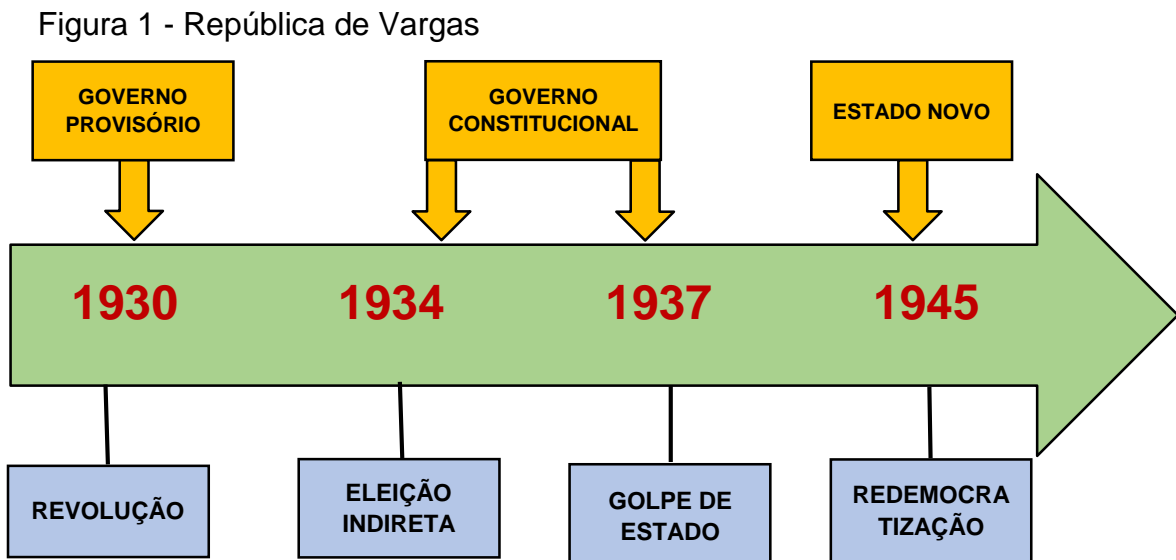 Figura 1 - República de Vargas
GOVERNO
PROVISÓRIO
GOVERNO
CONSTITUCIONAL
ESTADO NOVO
1930
1934
1937
1945
REVOLUÇÃO
ELEIÇÃO
INDIRETA
GOLPE DE
ESTADO
REDEMOCRA
TIZAÇÃO